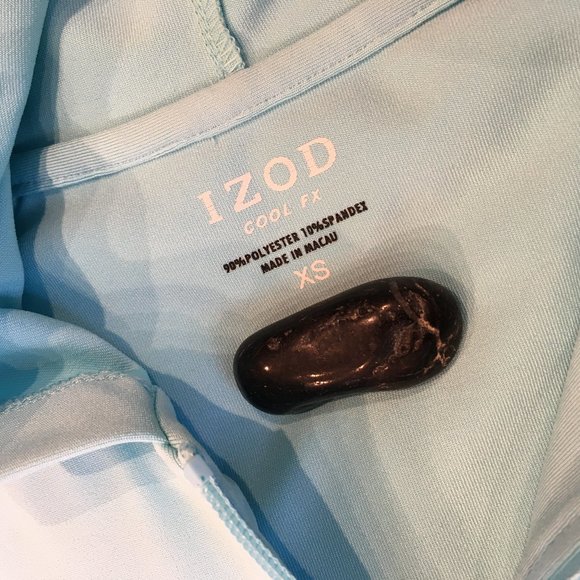 IZOD
COOL FX
90%POLYESTER 10%SPANDEX
MADE IN MACAU
XS